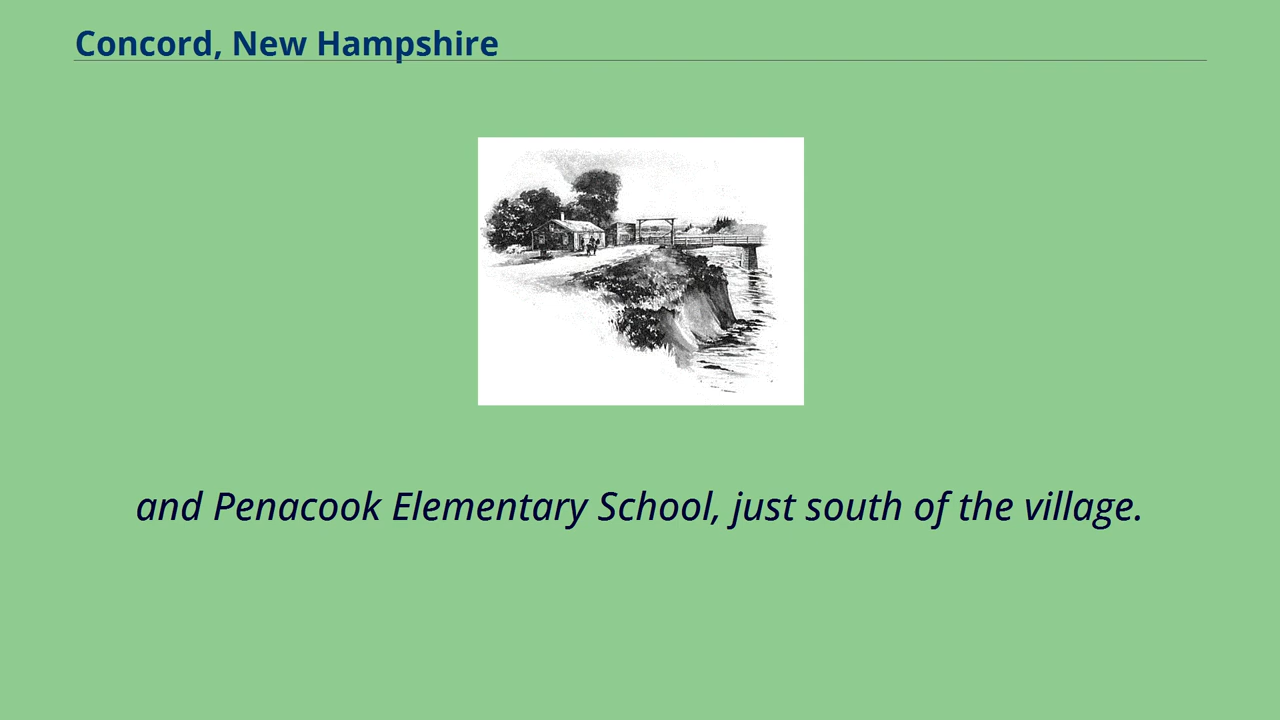 Concord, New Hampshire
and Penacook Elementary School, just south of the village.